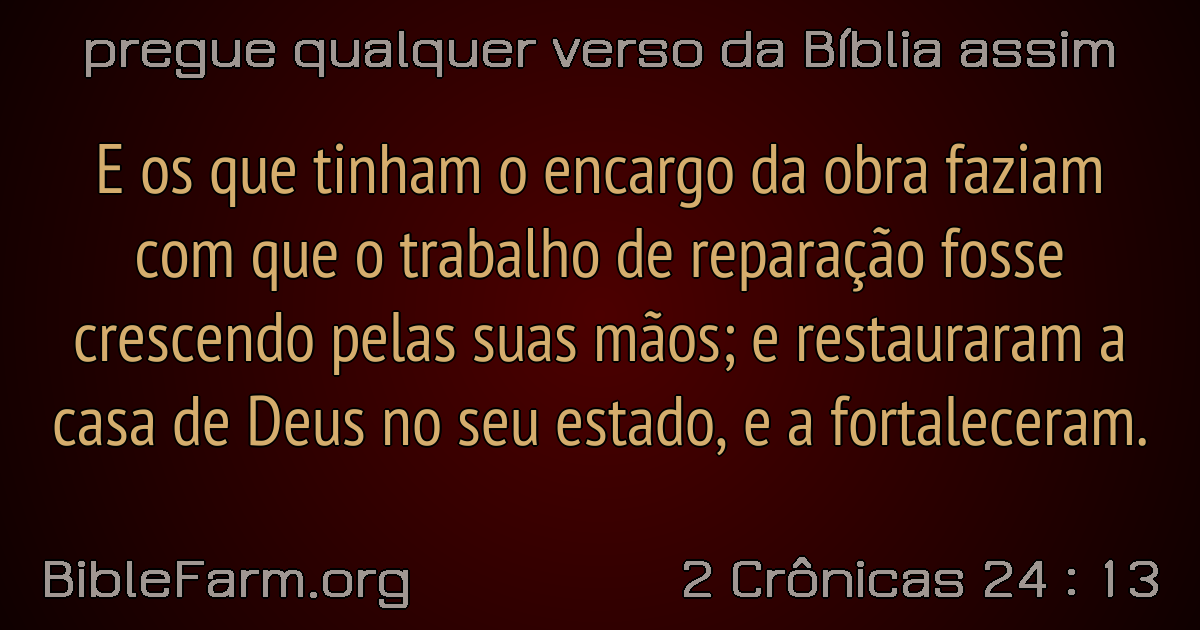 pregue qualquer verso da Bíblia assim
E os que tinham o encargo da obra faziam
com que o trabalho de reparação fosse
crescendo pelas suas mãos; e restauraram a
casa de Deus no seu estado, e a fortaleceram.
BibleFarm.org
2 Crônicas 24 : 13